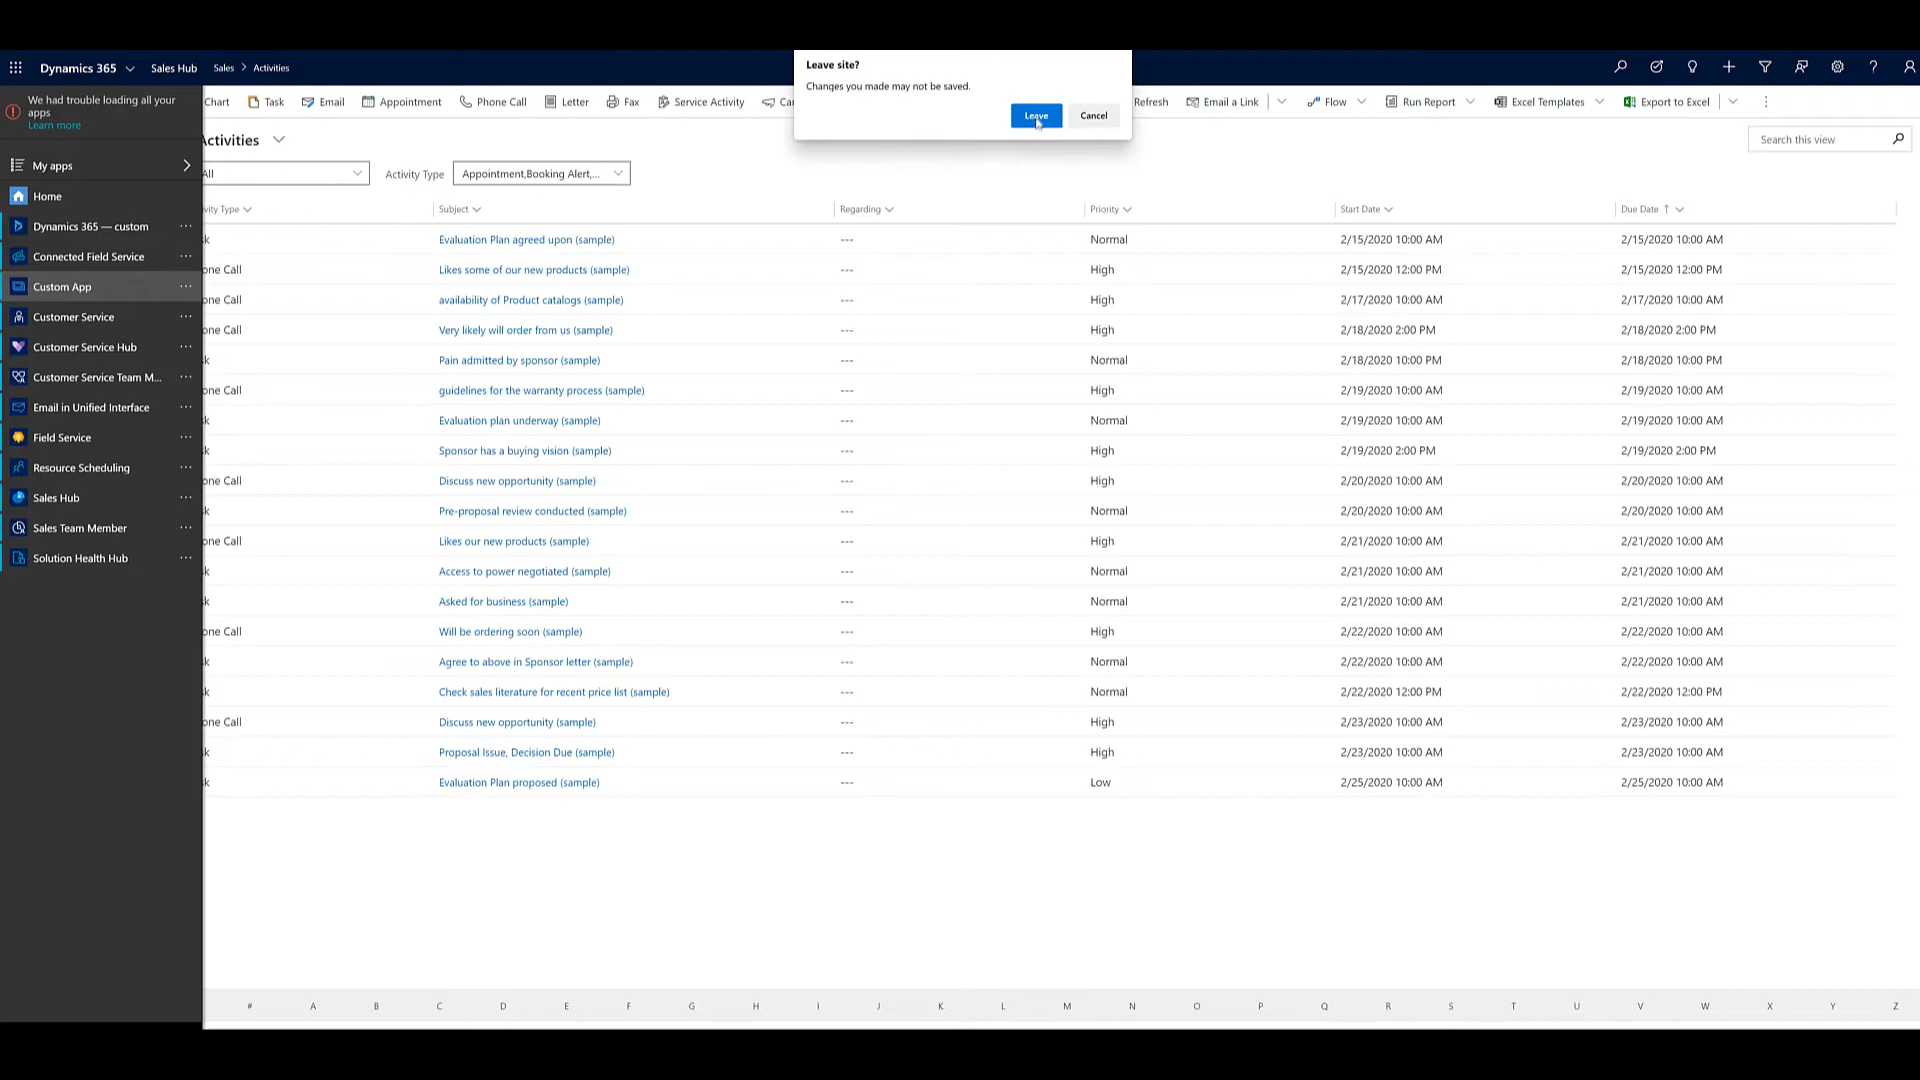 Dynamics 365 Sales Hub Sales > Activities
Leave site?
Changes you made may not be saved.
Leave Cancel
We had trouble loading all your
apps
Learn more
Chart Task Email Appointment Phone Call Letter Fax Service Activity Refresh Email a Link Flow Run Report Excel Templates Export to Excel
Activities
Search this view
All Activity Type Appointment,Booking Alert,...
My apps
Home
Dynamics 365 — custom ...
Connected Field Service ...
Custom App ...
Customer Service ...
Customer Service Hub ...
Customer Service Team M... ...
Email in Unified Interface ...
Field Service ...
Resource Scheduling ...
Sales Hub ...
Sales Team Member ...
Solution Health Hub ...
Type Subject Regarding Priority Start Date Due Date ↑
Evaluation Plan agreed upon (sample) --- Normal 2/15/2020 10:00 AM 2/15/2020 10:00 AM
Call Likes some of our new products (sample) --- High 2/15/2020 12:00 PM 2/15/2020 12:00 PM
Call availability of Product catalogs (sample) --- High 2/17/2020 10:00 AM 2/17/2020 10:00 AM
Call Very likely will order from us (sample) --- High 2/18/2020 2:00 PM 2/18/2020 2:00 PM
Pain admitted by sponsor (sample) --- Normal 2/18/2020 10:00 PM 2/18/2020 10:00 AM
Call guidelines for the warranty process (sample) --- High 2/19/2020 10:00 AM 2/19/2020 10:00 AM
Evaluation plan underway (sample) --- Normal 2/19/2020 10:00 AM 2/19/2020 10:00 AM
Sponsor has a buying vision (sample) --- High 2/19/2020 2:00 PM 2/19/2020 2:00 PM
Call Discuss new opportunity (sample) --- High 2/20/2020 10:00 AM 2/20/2020 10:00 AM
Pre-proposal review conducted (sample) --- Normal 2/20/2020 10:00 AM 2/20/2020 10:00 AM
Call Likes our new products (sample) --- High 2/21/2020 10:00 AM 2/21/2020 10:00 AM
Access to power negotiated (sample) --- Normal 2/21/2020 10:00 AM 2/21/2020 10:00 AM
Asked for business (sample) --- Normal 2/21/2020 10:00 AM 2/21/2020 10:00 AM
Call Will be ordering soon (sample) --- High 2/22/2020 10:00 AM 2/22/2020 10:00 AM
Agree to above in Sponsor letter (sample) --- Normal 2/22/2020 10:00 AM 2/22/2020 10:00 AM
Check sales literature for recent price list (sample) --- Normal 2/22/2020 12:00 PM 2/22/2020 12:00 PM
Call Discuss new opportunity (sample) --- High 2/23/2020 10:00 AM 2/23/2020 10:00 AM
Proposal Issue, Decision Due (sample) --- High 2/23/2020 10:00 AM 2/23/2020 10:00 AM
Evaluation Plan proposed (sample) --- Low 2/25/2020 10:00 AM 2/25/2020 10:00 AM
# A B C D E F G H I J K L M N O P Q R S T U V W X Y Z